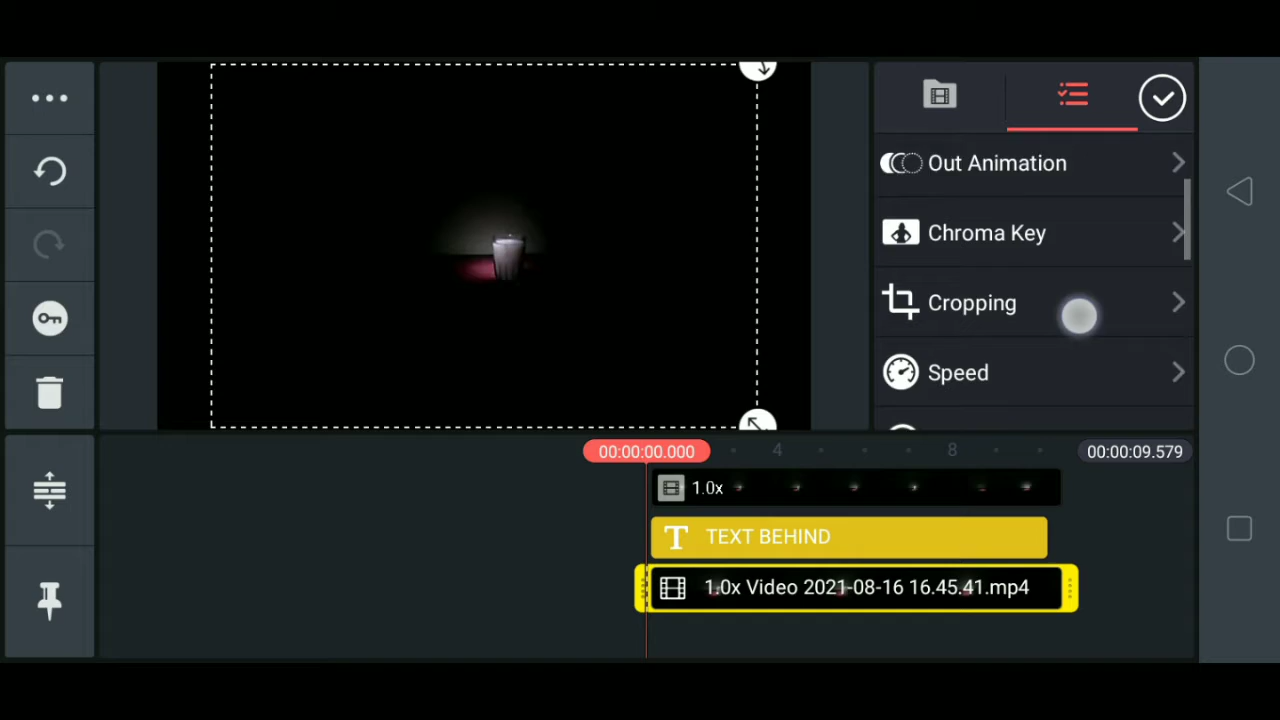 Out Animation
Chroma Key
Cropping
Speed
00:00:00.000
4
8
00:00:09.579
1.0x
T
TEXT BEHIND
1.0x Video 2021-08-16 16.45.41.mp4